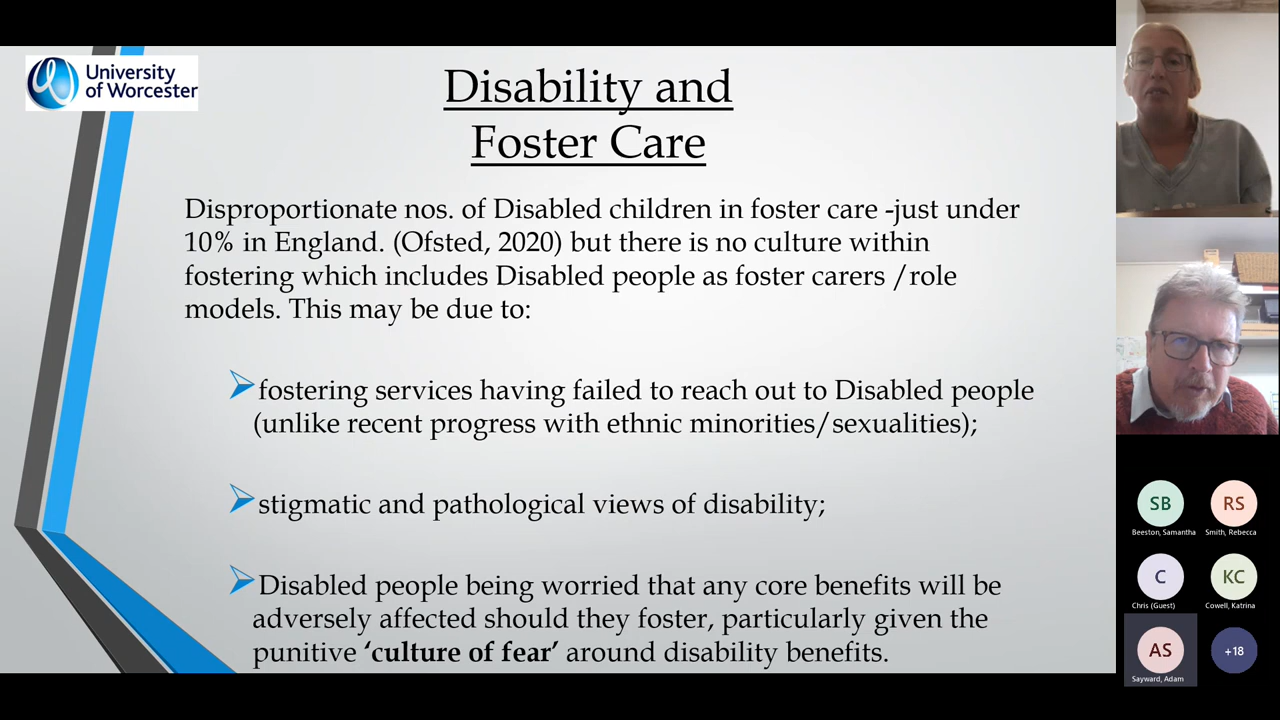 University
of Worcester
Disability and
Foster Care
Disproportionate nos. of Disabled children in foster care -just under
10% in England. (Ofsted, 2020) but there is no culture within
fostering which includes Disabled people as foster carers /role
models. This may be due to:
fostering services having failed to reach out to Disabled people
(unlike recent progress with ethnic minorities/sexualities);
stigmatic and pathological views of disability;
Disabled people being worried that any core benefits will be
adversely affected should they foster, particularly given the
punitive ‘culture of fear’ around disability benefits.
SB
Beeston, Samantha
RS
Smith, Rebecca
C
Chris (Guest)
KC
Cowell, Katrina
AS
Sayward, Adam
+18